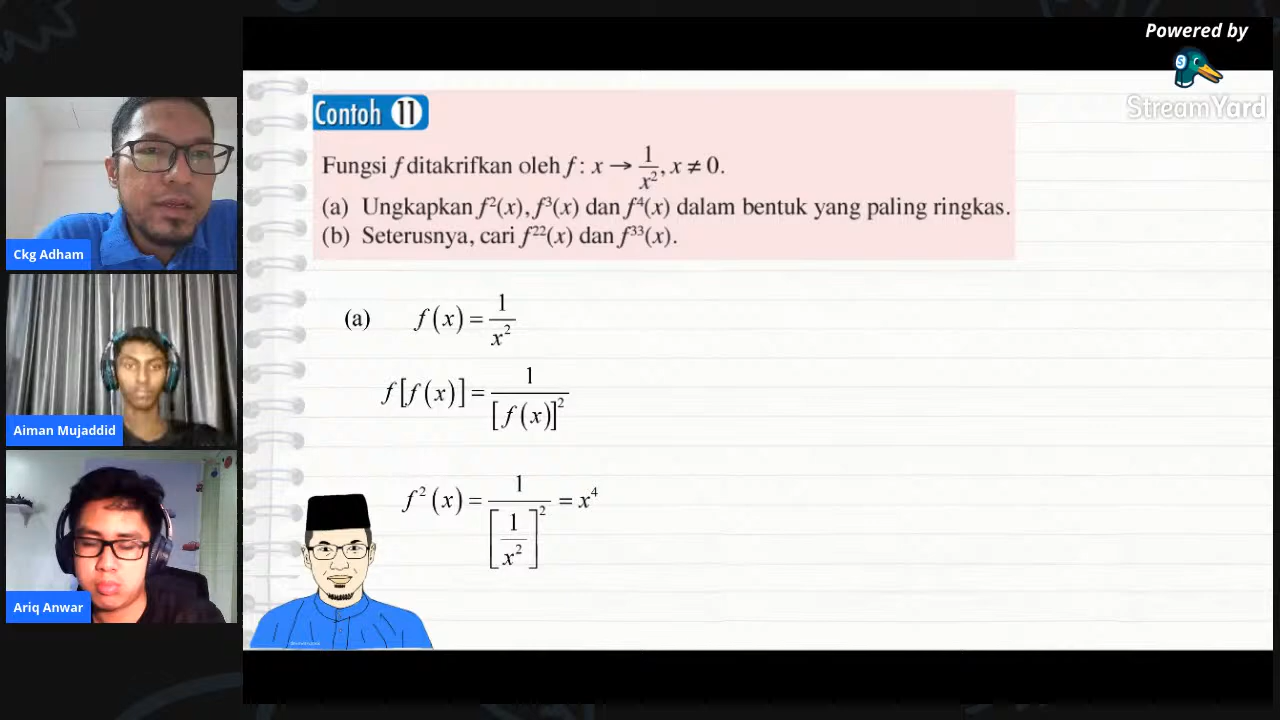 Powered by
StreamYard
Contoh 11
Fungsi f ditakrifkan oleh f : x → 1/x², x ≠ 0.
(a) Ungkapkan f²(x), f³(x) dan f⁴(x) dalam bentuk yang paling ringkas.
(b) Seterusnya, cari f²²(x) dan f³³(x).
(a) f(x) = 1/x²
f[f(x)] = 1/[f(x)]²
f²(x) = 1/[1/x²]² = x⁴
Ckg Adham
Aiman Mujaddid
Ariq Anwar